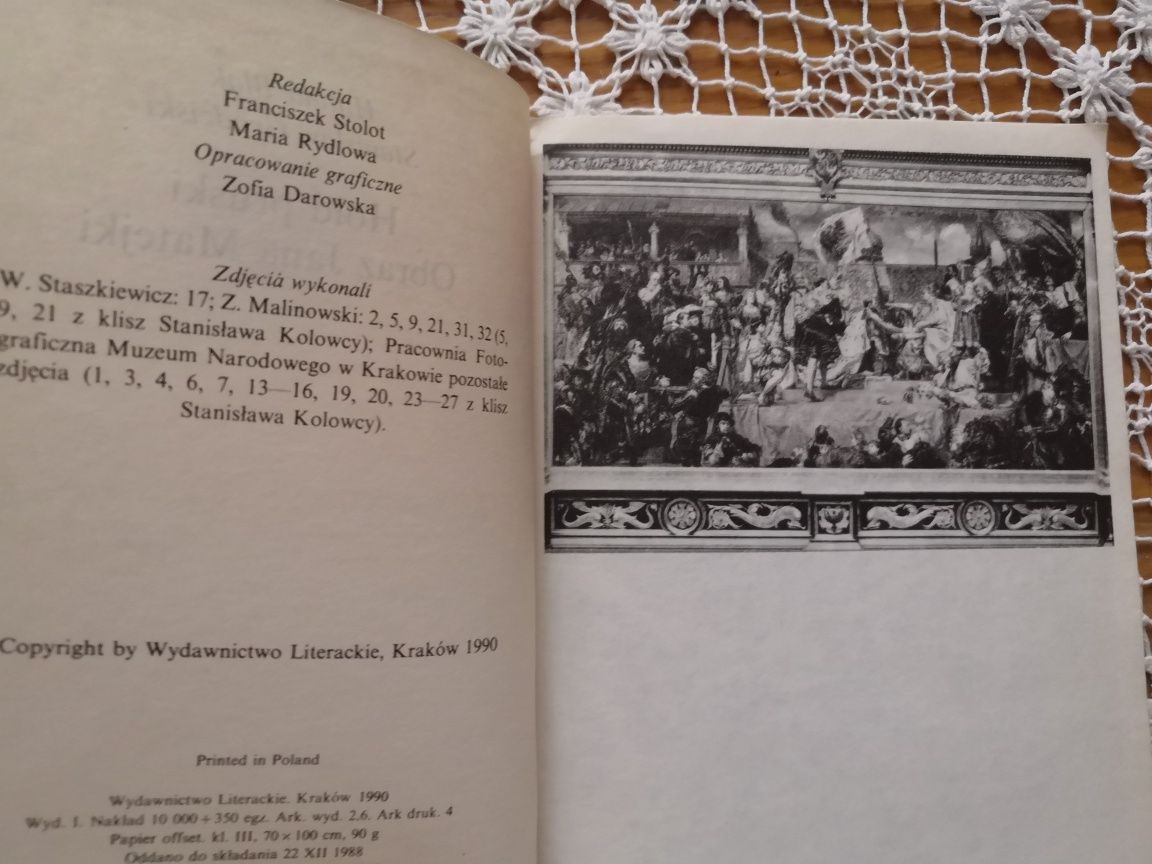 Redakcja
Franciszek Stolot
Maria Rydlowa
Opracowanie graficzne
Zofia Darowska
Zdjęcia wykonali
W. Staszkiewicz: 17; Z. Malinowski: 2, 5, 9, 21, 31, 32 (5,
9, 21 z klisz Stanisława Kolowcy); Pracownia Foto-
graficzna Muzeum Narodowego w Krakowie pozostałe
zdjęcia (1, 3, 4, 6, 7, 13—16, 19, 20, 23—27 z klisz
Stanisława Kolowcy).
Copyright by Wydawnictwo Literackie, Kraków 1990
Printed in Poland
Wydawnictwo Literackie. Kraków 1990
Wyd. I. Nakład 10 000 + 350 egz. Ark. wyd. 2,6. Ark druk. 4
Papier offset. kl. III, 70 × 100 cm, 90 g
Oddano do składania 22 XII 1988